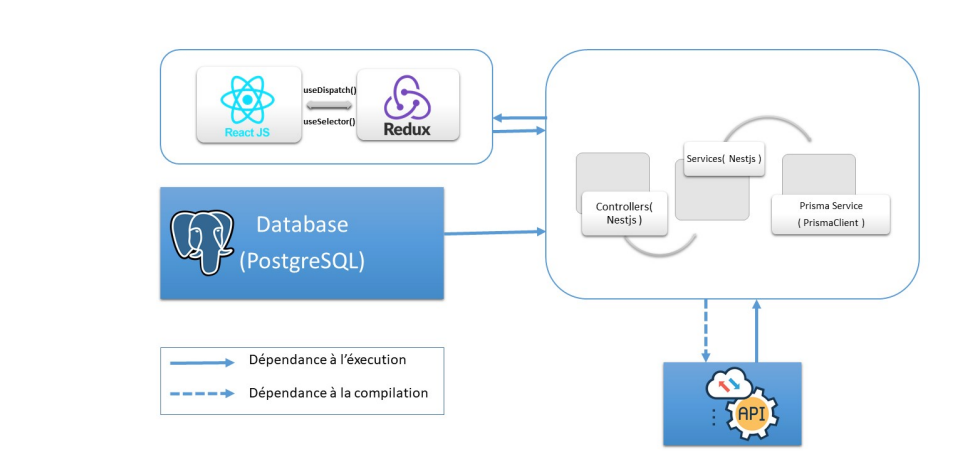 useDispatch()
useSelector()
React JS
Redux
Services( Nestjs )
Controllers(
Nestjs )
Prisma Service
( PrismaClient )
Database
(PostgreSQL)
Dépendance à l’éxecution
Dépendance à la compilation
API